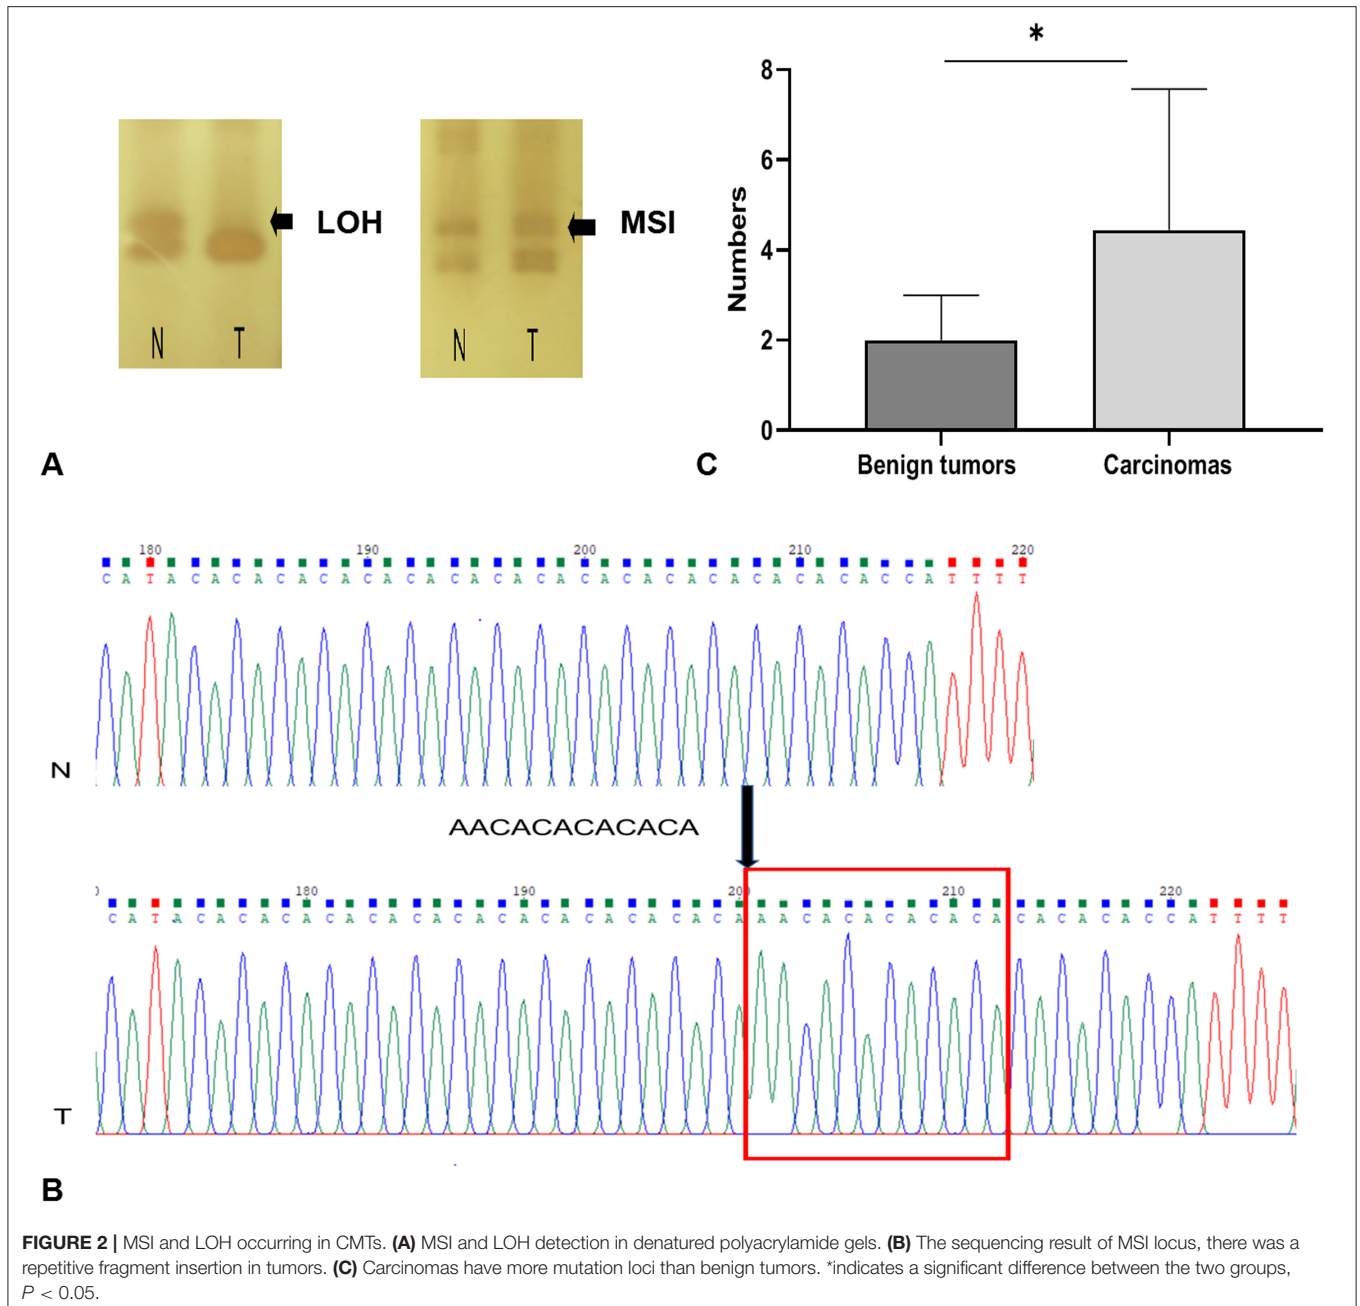 LOH
MSI
N
T
N
T
A
*
8
6
4
2
0
Numbers
Benign tumors
Carcinomas
C
180 190 200 210 220
C A T A C A C A C A C A C A C A C A C A C A C A C A C A C A C A C A C A C C A T T T T
N
AACACACACACA
180 190 200 210 220
C A T A C A C A C A C A C A C A C A C A C A C A C A C A C A A A C A C A C A C A C A C A C A C A C C A T T T T
T
B
FIGURE 2 | MSI and LOH occurring in CMTs. (A) MSI and LOH detection in denatured polyacrylamide gels. (B) The sequencing result of MSI locus, there was a
repetitive fragment insertion in tumors. (C) Carcinomas have more mutation loci than benign tumors. *indicates a significant difference between the two groups,
P < 0.05.